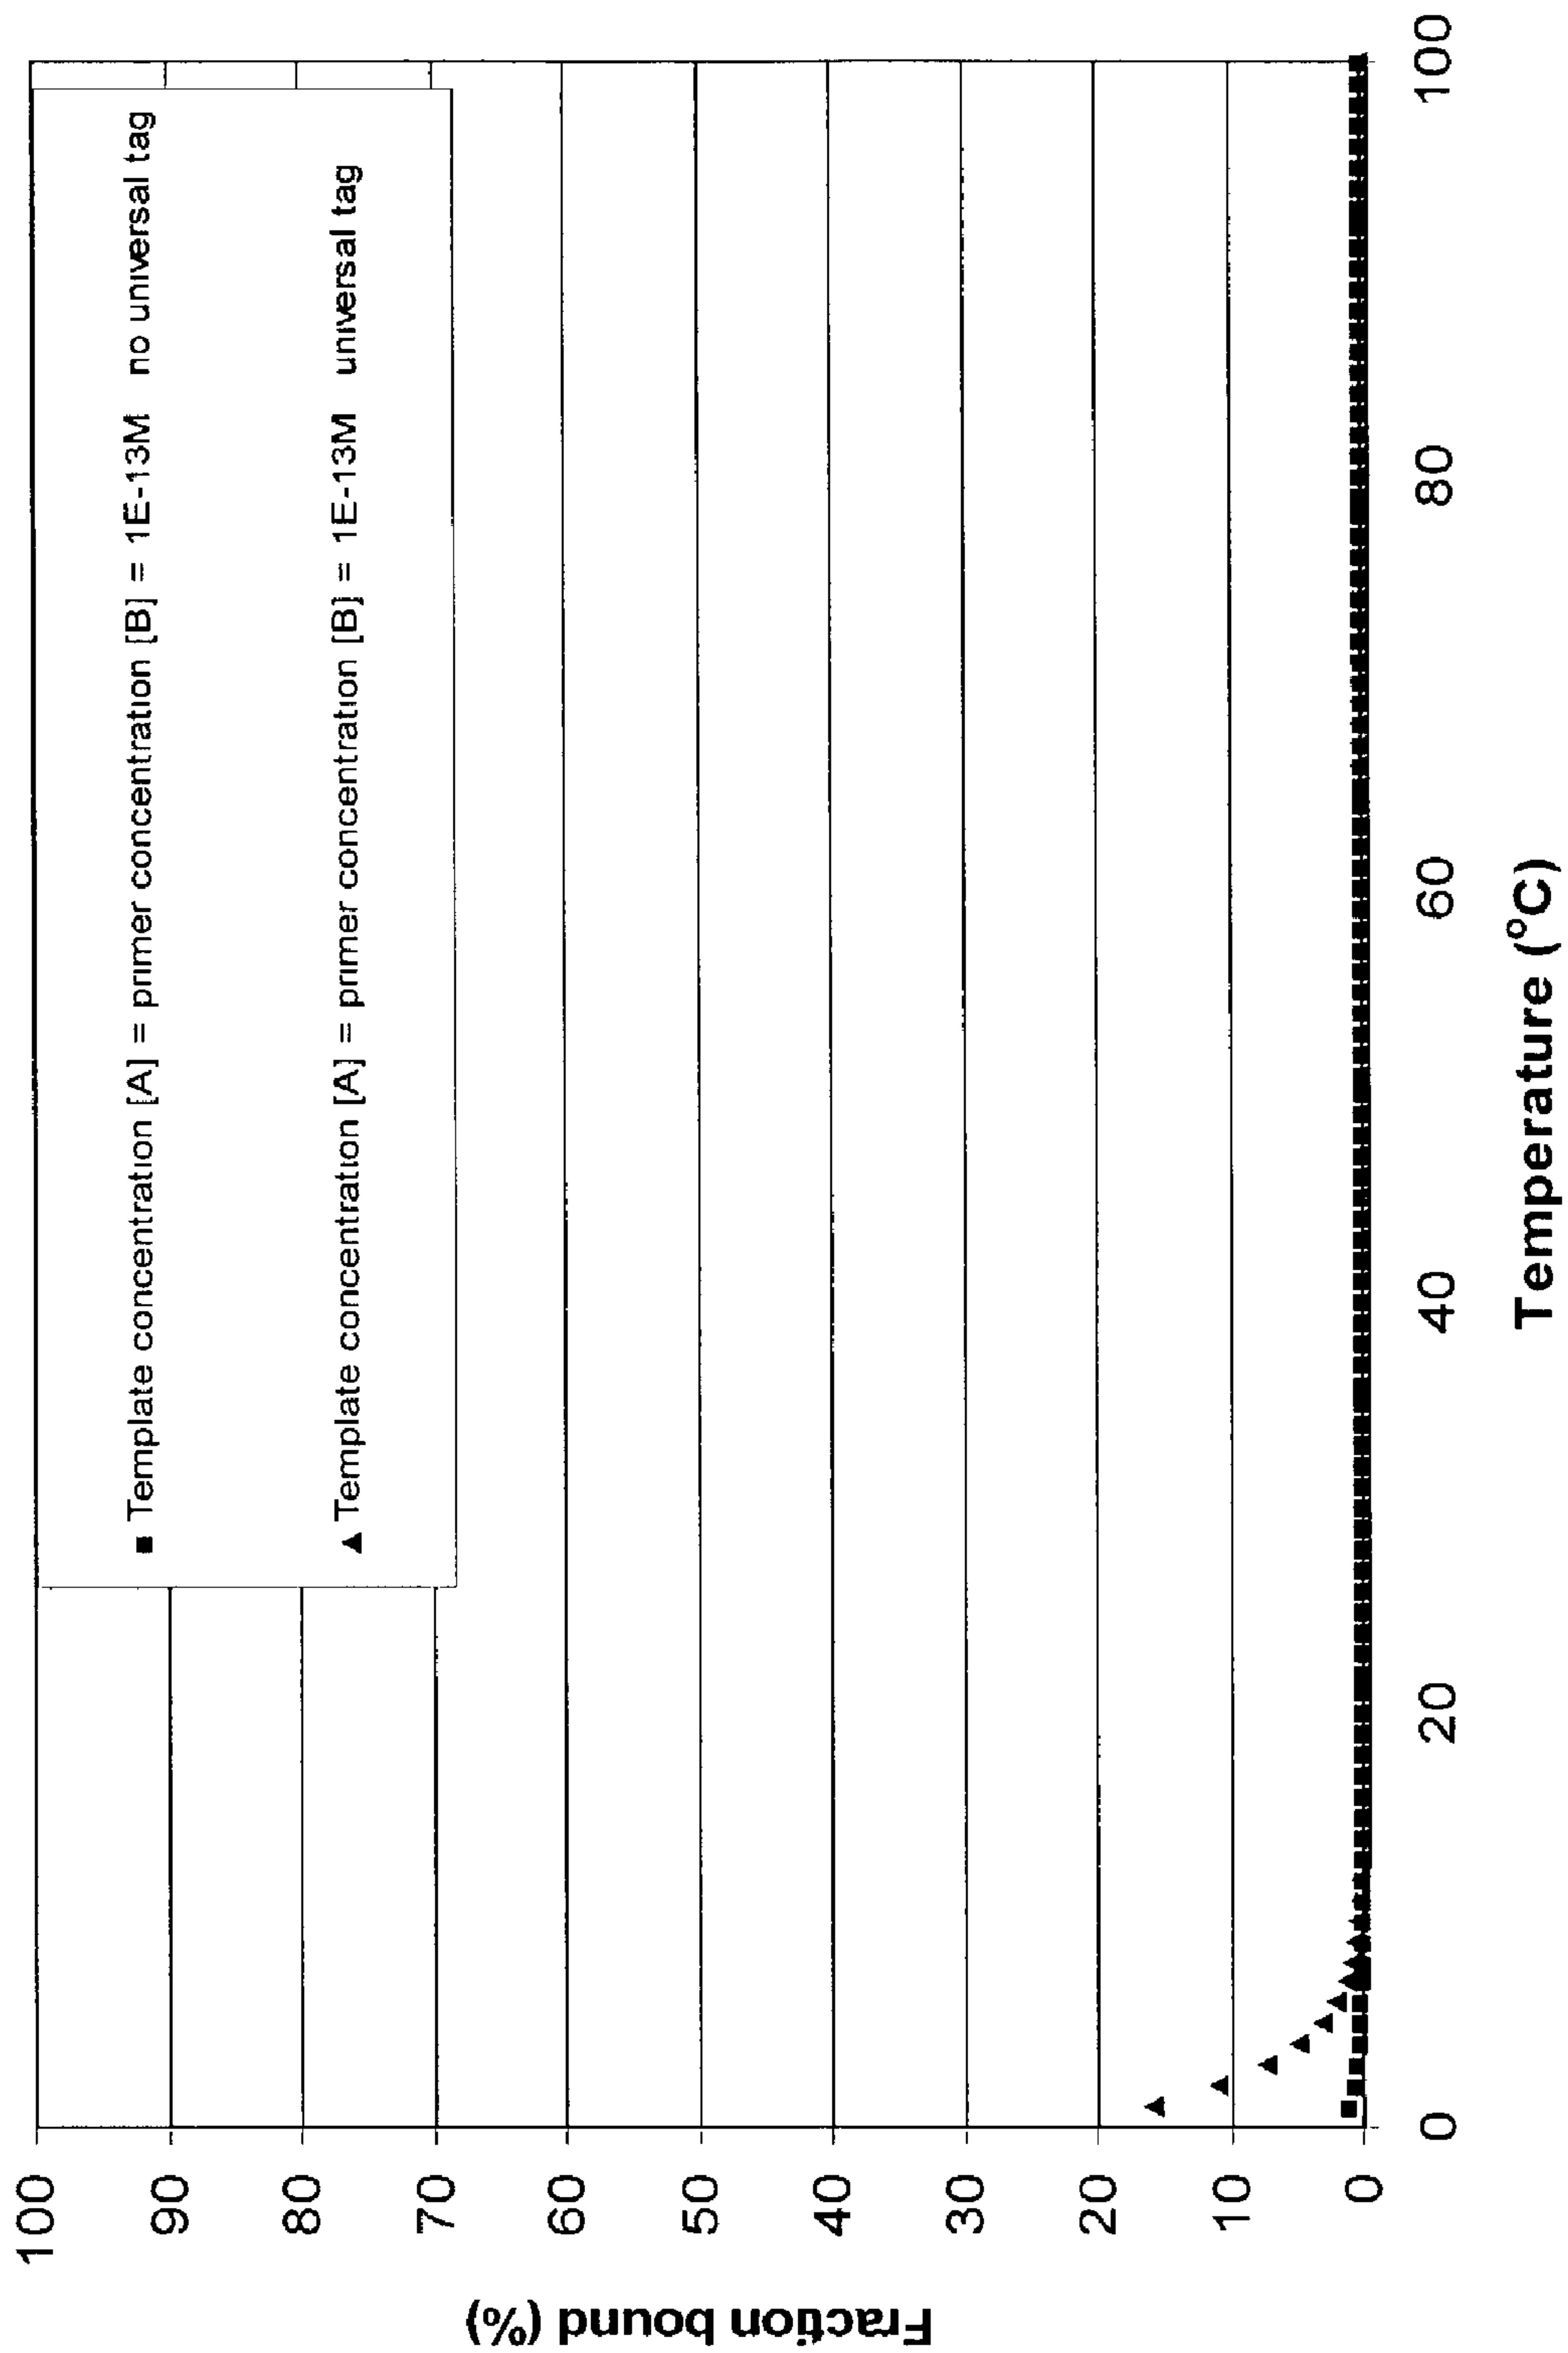 ■ Template concentration [A] = primer concentration [B] = 1E-13M no universal tag
▲ Template concentration [A] = primer concentration [B] = 1E-13M universal tag
Fraction bound (%)
100
90
80
70
60
50
40
30
20
10
0
0 20 40 60 80 100
Temperature (°C)